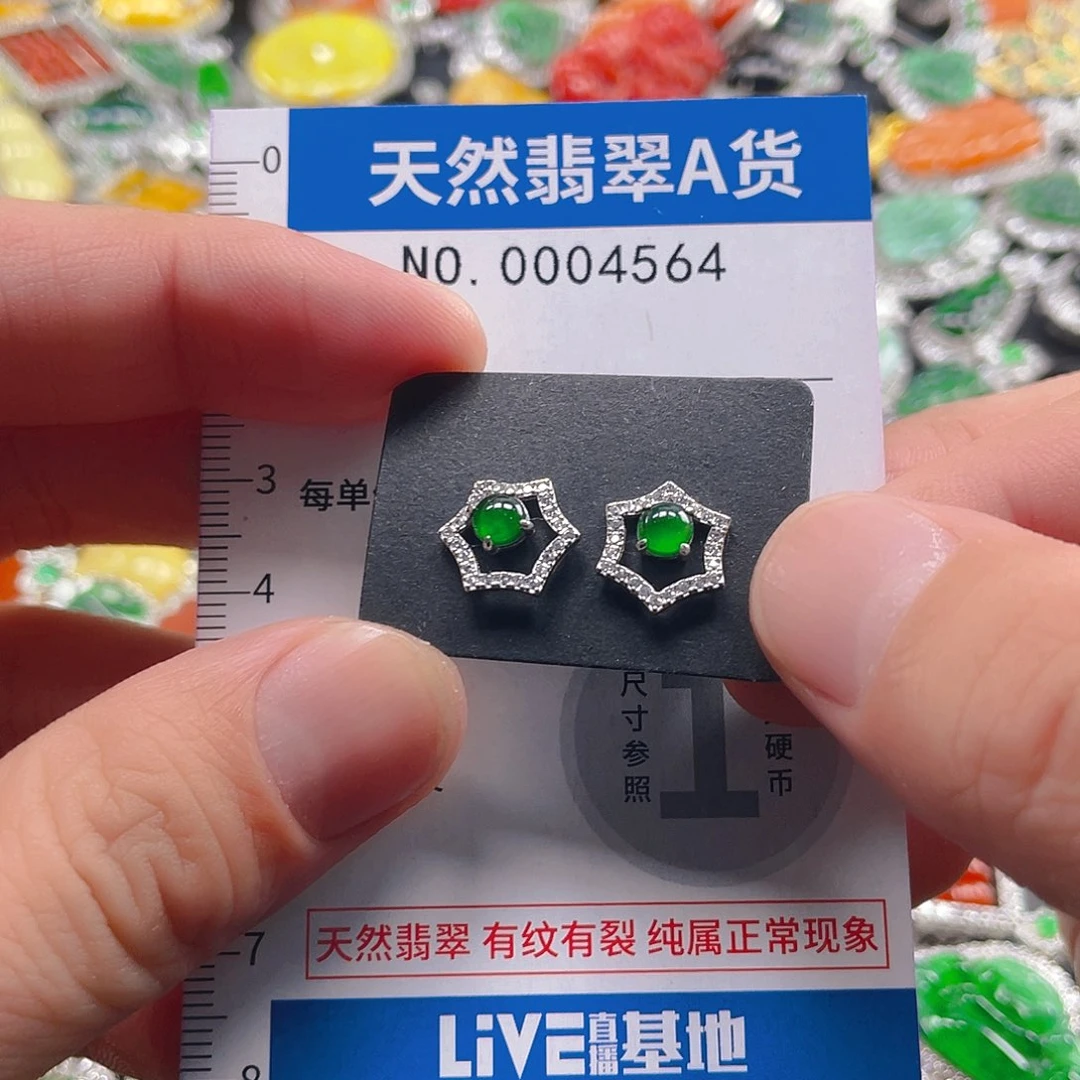 天然翡翠A货
NO. 0004564
0
3
每单
4
尺寸参照
硬币
1
7
天然翡翠 有纹有裂 纯属正常现象
8
LiVE直播基地